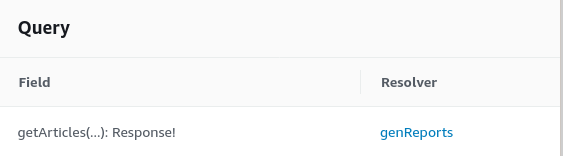 Query
Field Resolver
getArticles(...): Response! genReports